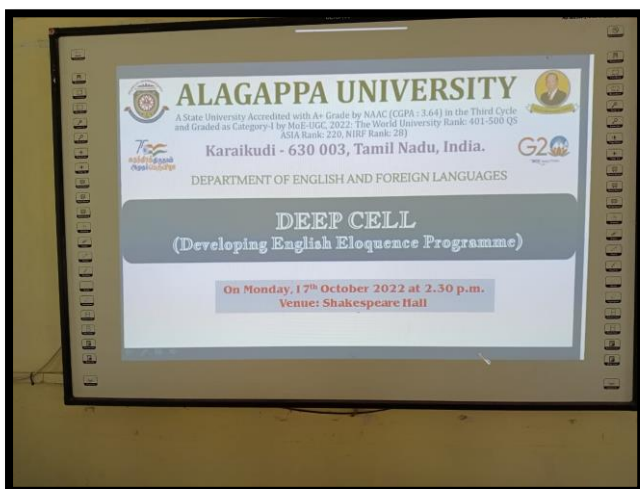 ALAGAPPA UNIVERSITY
A State University Accredited with A+ Grade by NAAC (CGPA : 3.64) in the Third Cycle
and Graded as Category-I by MoE-UGC, 2022: The World University Rank: 401-500 QS
ASIA Rank: 220, NIRF Rank: 28)
Karaikudi - 630 003, Tamil Nadu, India.
G20
DEPARTMENT OF ENGLISH AND FOREIGN LANGUAGES
DEEP CELL
(Developing English Eloquence Programme)
On Monday, 17th October 2022 at 2.30 p.m.
Venue: Shakespeare Hall